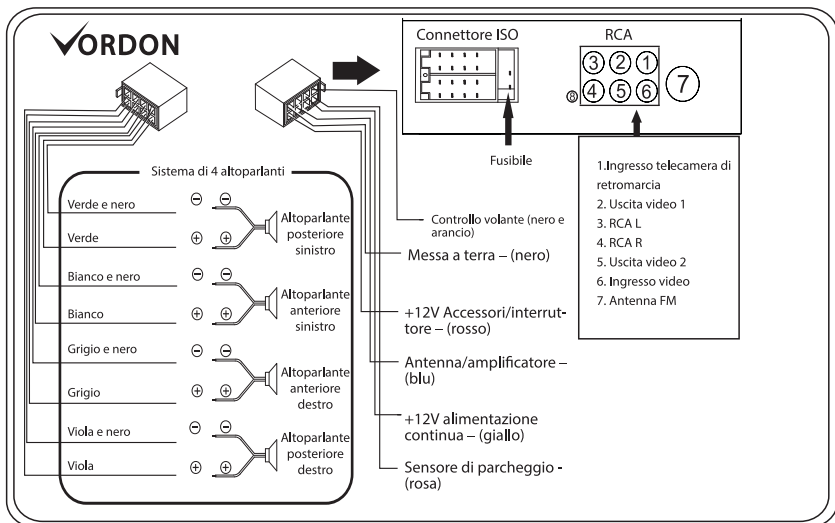 VORDON
Connettore ISO
RCA
3 2 1
4 5 6
7
8
Fusibile
1.Ingresso telecamera di
retromarcia
2. Uscita video 1
3. RCA L
4. RCA R
5. Uscita video 2
6. Ingresso video
7. Antenna FM
Sistema di 4 altoparlanti
Verde e nero
Verde
Altoparlante
posteriore
sinistro
Bianco e nero
Bianco
Altoparlante
anteriore
sinistro
Grigio e nero
Grigio
Altoparlante
anteriore
destro
Viola e nero
Viola
Altoparlante
posteriore
destro
Controllo volante (nero e
arancio)
Messa a terra – (nero)
+12V Accessori/interrut-
tore – (rosso)
Antenna/amplificatore –
(blu)
+12V alimentazione
continua – (giallo)
Sensore di parcheggio -
(rosa)